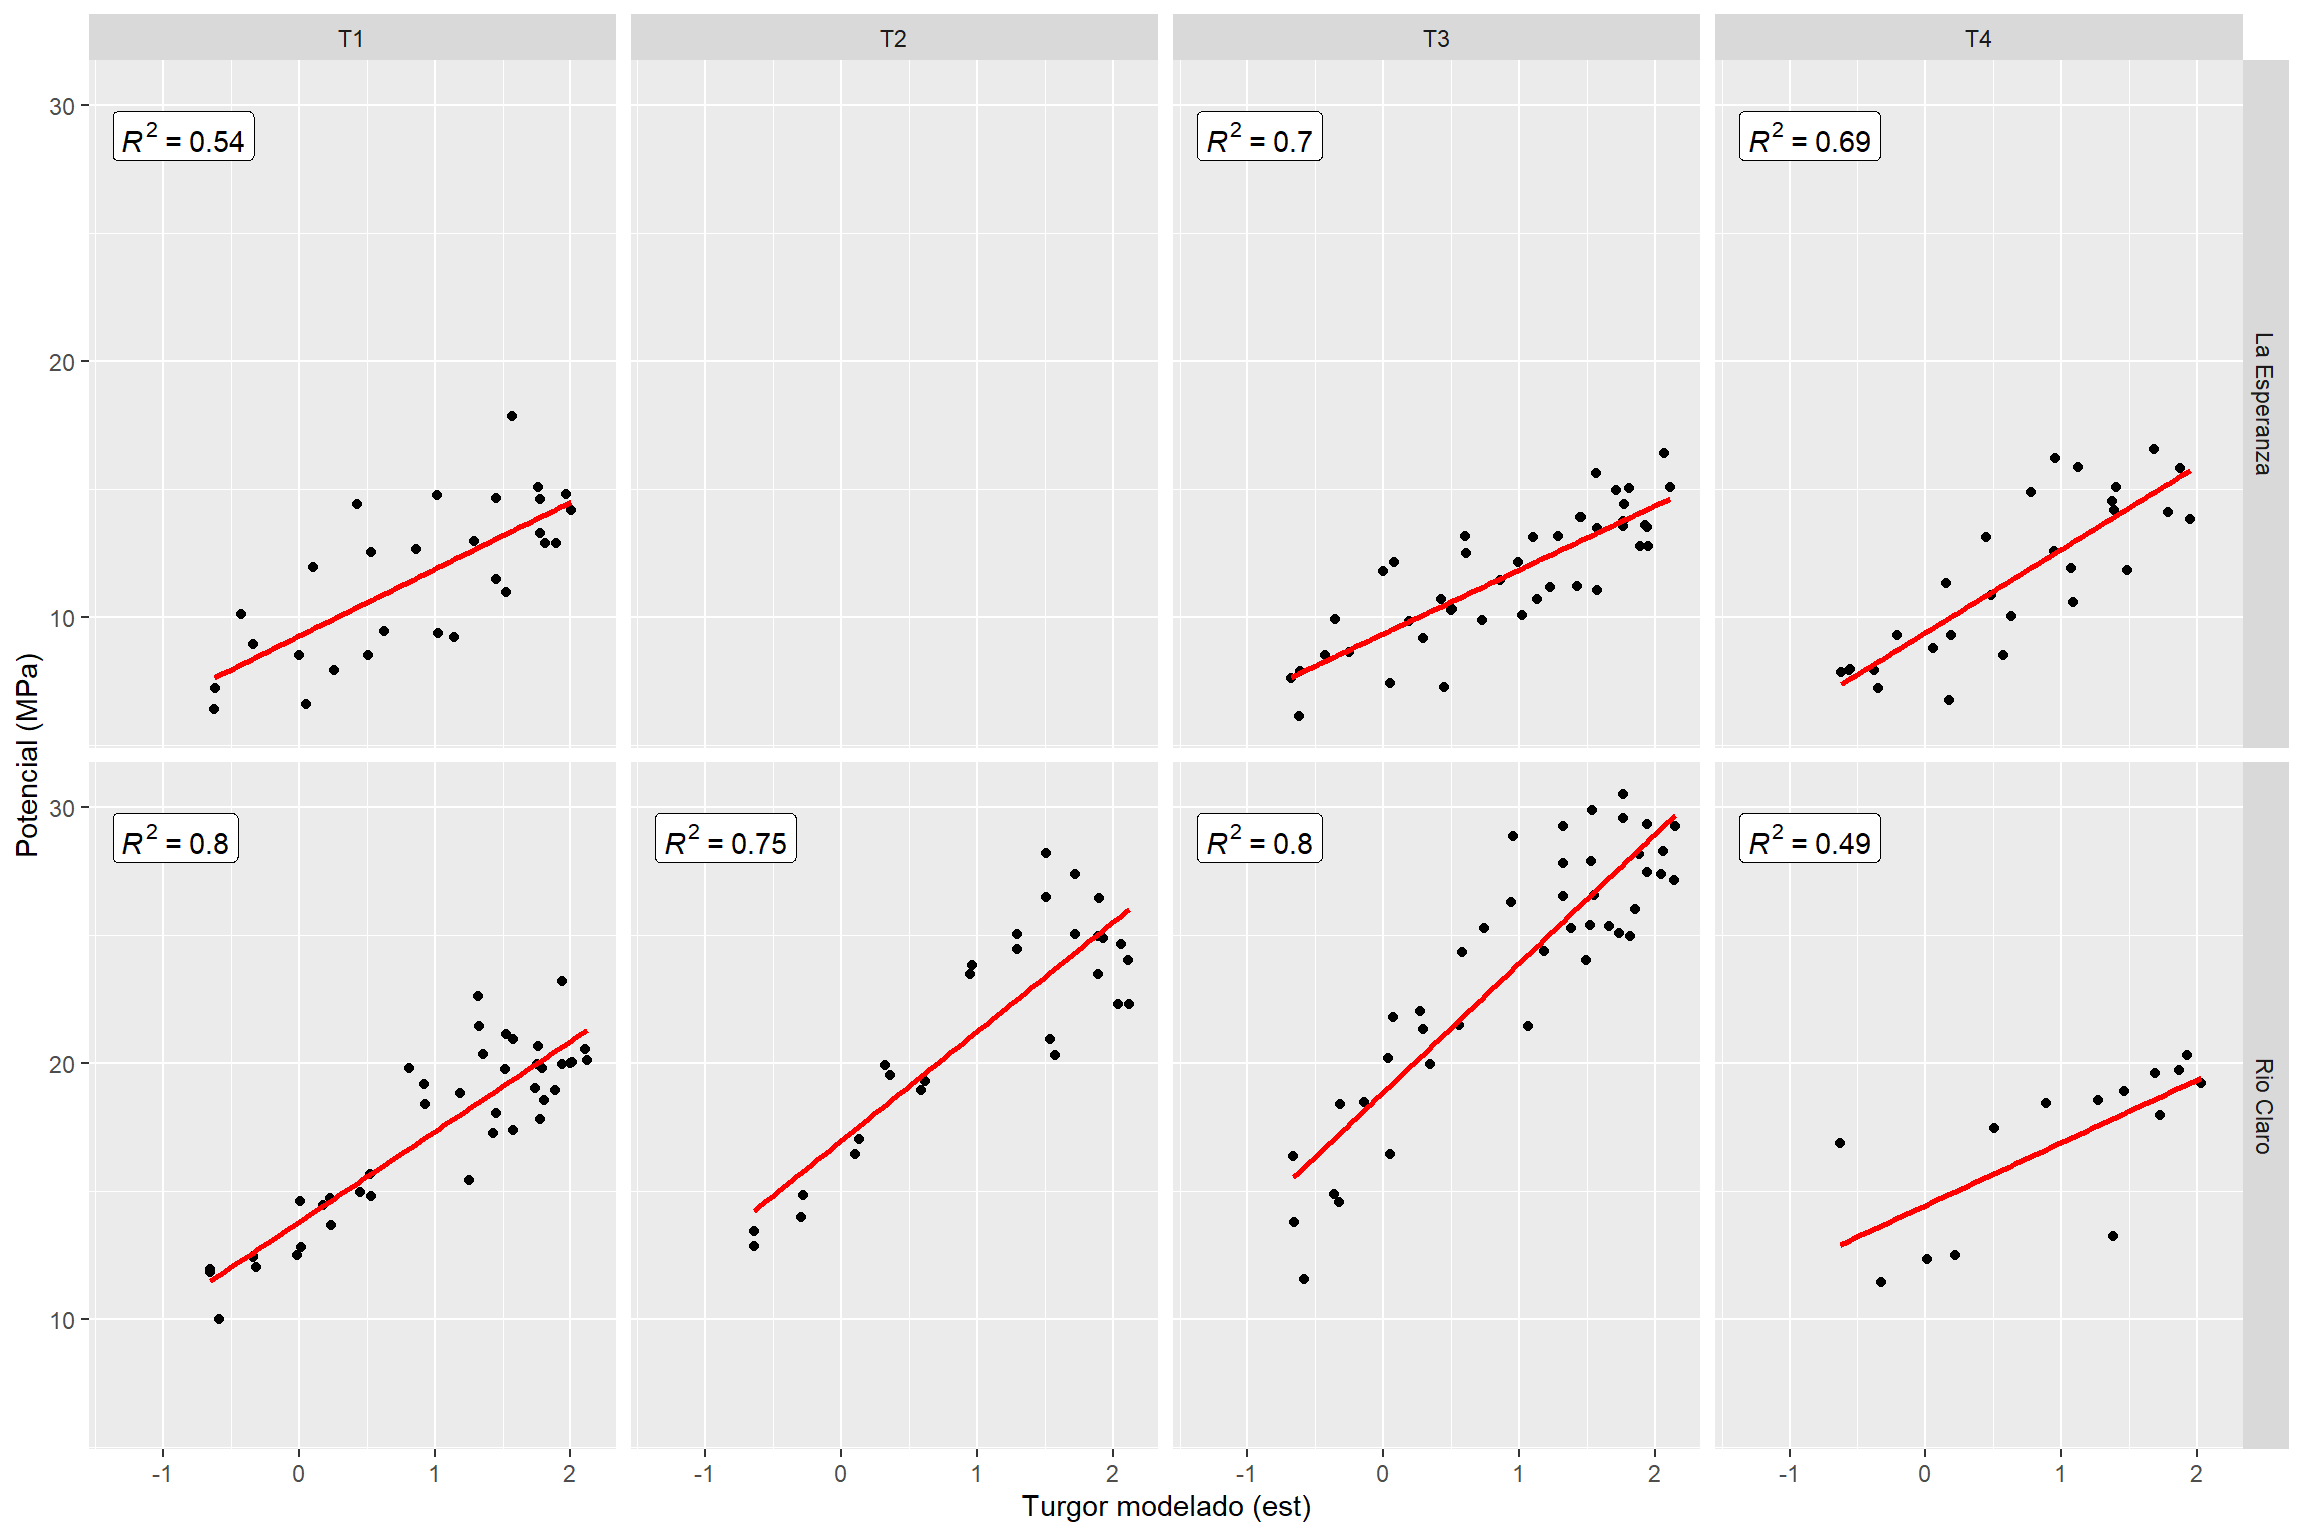 T1 T2 T3 T4
30
R² = 0.54
R² = 0.7
R² = 0.69
20
10
La Esperanza
Potencial (MPa)
30
R² = 0.8
R² = 0.75
R² = 0.8
R² = 0.49
20
10
Rio Claro
-1 0 1 2 -1 0 1 2 -1 0 1 2 -1 0 1 2
Turgor modelado (est)